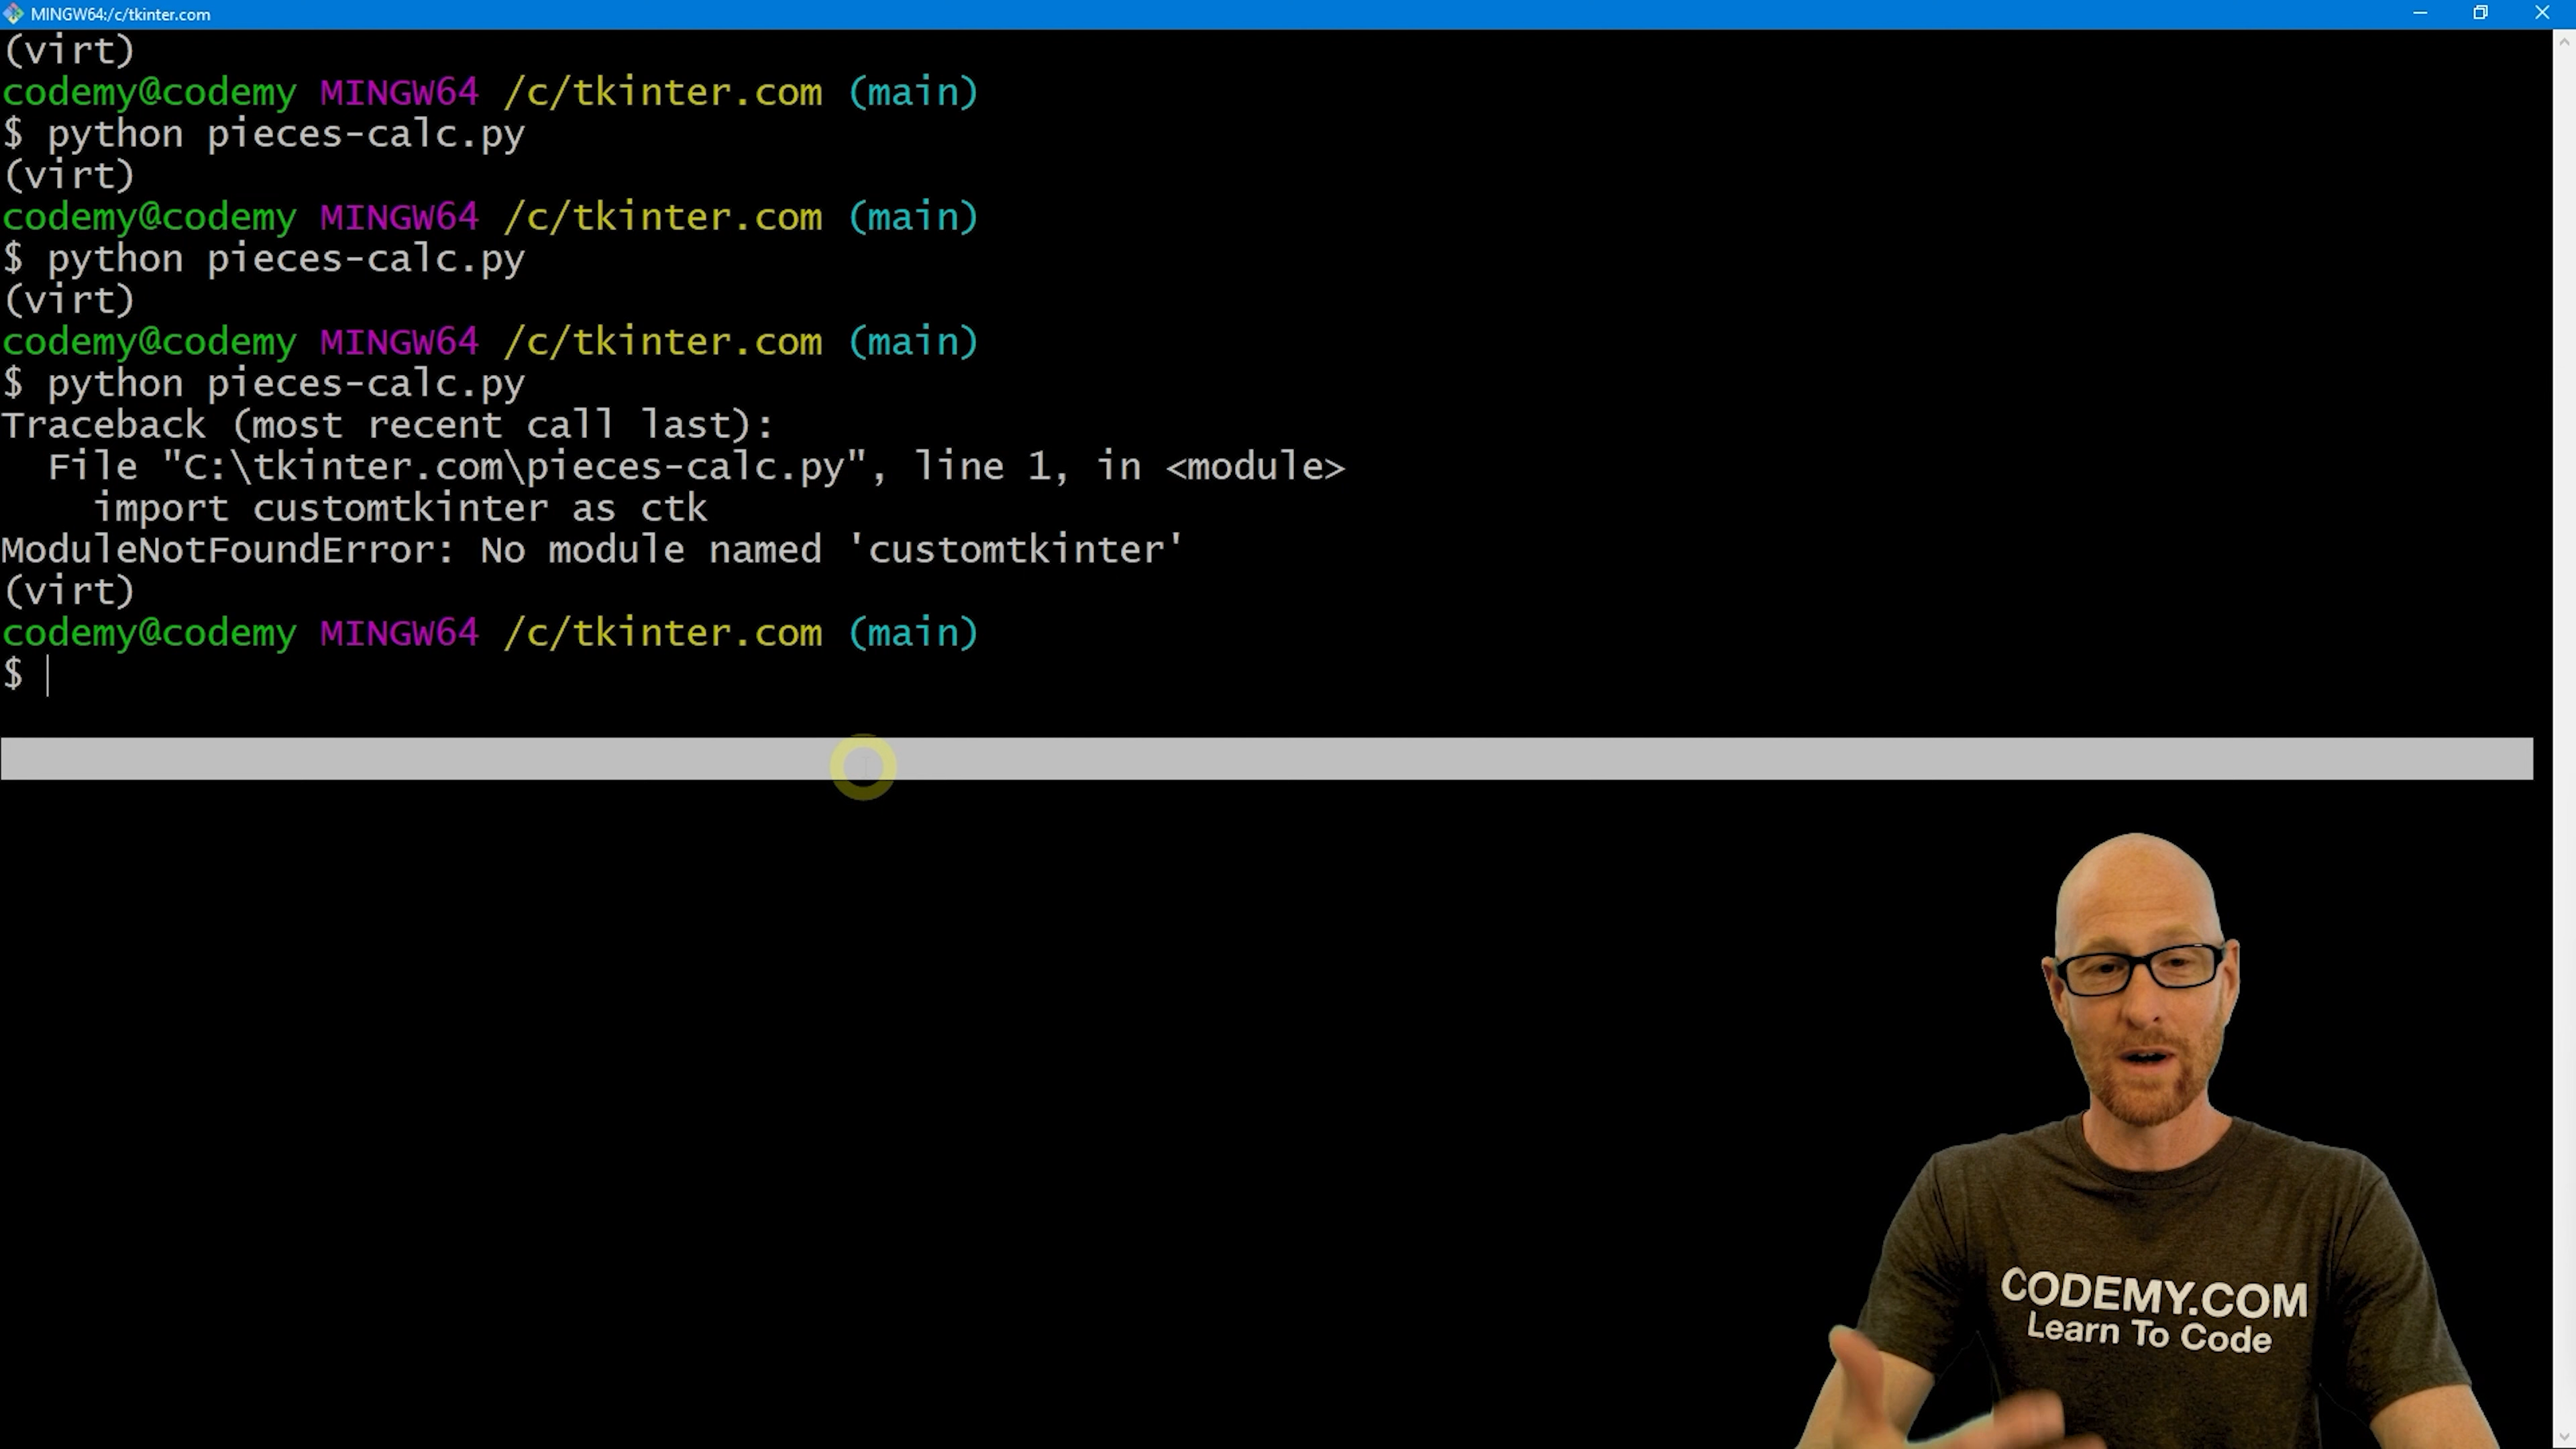 MINGW64:/c/tkinter.com
(virt)
codemy@codemy MINGW64 /c/tkinter.com (main)
$ python pieces-calc.py
(virt)
codemy@codemy MINGW64 /c/tkinter.com (main)
$ python pieces-calc.py
(virt)
codemy@codemy MINGW64 /c/tkinter.com (main)
$ python pieces-calc.py
Traceback (most recent call last):
  File "C:\tkinter.com\pieces-calc.py", line 1, in <module>
    import customtkinter as ctk
ModuleNotFoundError: No module named 'customtkinter'
(virt)
codemy@codemy MINGW64 /c/tkinter.com (main)
$
CODEMY.COM
Learn To Code